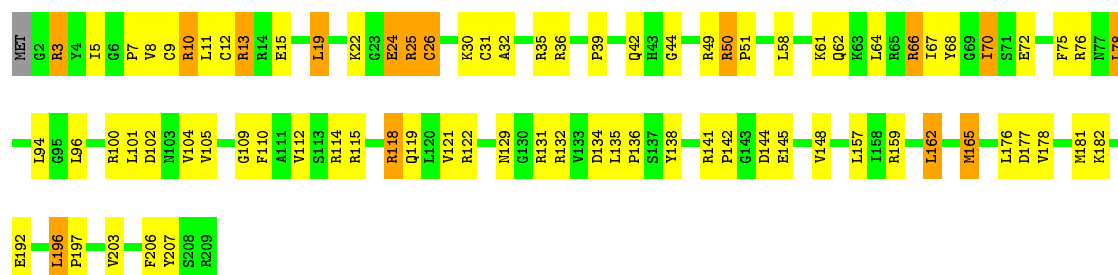 MET G2 R3 Y4 I5 G6 P7 V8 C9 R10 L11 C12 R13 R14 E15 L19 K22 G23 E24 R25 C26 K30 C31 A32 R35 R36 P39 Q42 H43 G44 R49 R50 P51 L58 K61 Q62 K63 L64 R65 R66 I67 Y68 G69 I70 S71 E72 F75 R76 N77
L94 G95 L96 R100 L101 D102 N103 V104 V105 G109 F110 A111 V112 S113 R114 R115 R118 Q119 L120 V121 R122 N129 G130 R131 R132 V133 D134 L135 P136 S137 Y138 R141 P142 G143 D144 E145 V148 L157 I158 R159 L162 M165 L176 D177 V178 M181 K182
E192 L196 P197 V203 F206 Y207 S208 R209